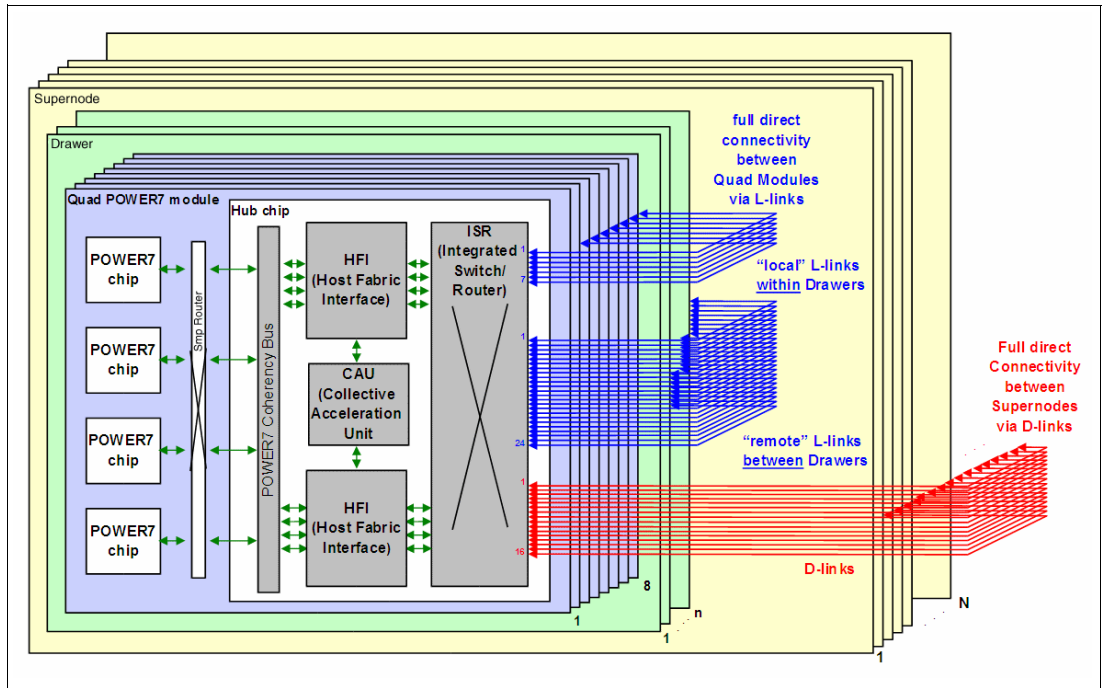 Supernode
Drawer
Quad POWER7 module
Hub chip
POWER7
chip
POWER7
chip
POWER7
chip
POWER7
chip
Smp Router
POWER7 Coherency Bus
HFI
(Host Fabric
Interface)
CAU
(Collective
Acceleration
Unit
HFI
(Host Fabric
Interface)
ISR
(Integrated
Switch/
Router)
1
7
1
24
1
16
full direct
connectivity
between
Quad Modules
via L-links
“local” L-links
within Drawers
“remote” L-links
between Drawers
Full direct
Connectivity
between
Supernodes
via D-links
D-links
8
1
n
1
N
1